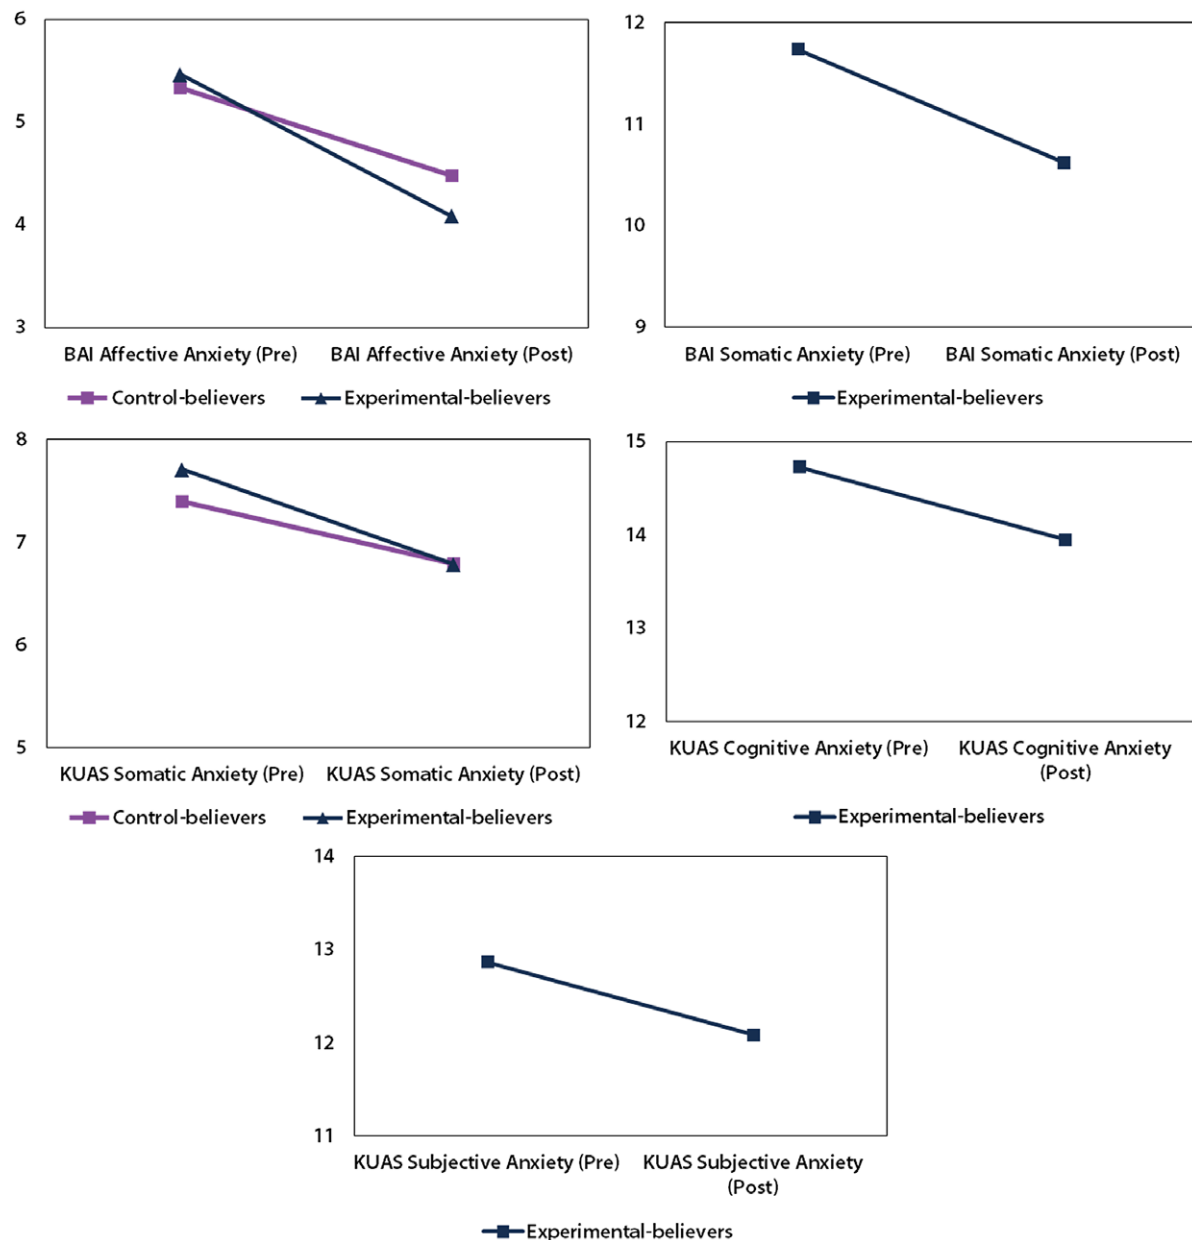 6
5
4
3
BAI Affective Anxiety (Pre) BAI Affective Anxiety (Post)
Control-believers Experimental-believers
12
11
10
9
BAI Somatic Anxiety (Pre) BAI Somatic Anxiety (Post)
Experimental-believers
8
7
6
5
KUAS Somatic Anxiety (Pre) KUAS Somatic Anxiety (Post)
Control-believers Experimental-believers
15
14
13
12
KUAS Cognitive Anxiety (Pre) KUAS Cognitive Anxiety
(Post)
Experimental-believers
14
13
12
11
KUAS Subjective Anxiety (Pre) KUAS Subjective Anxiety
(Post)
Experimental-believers